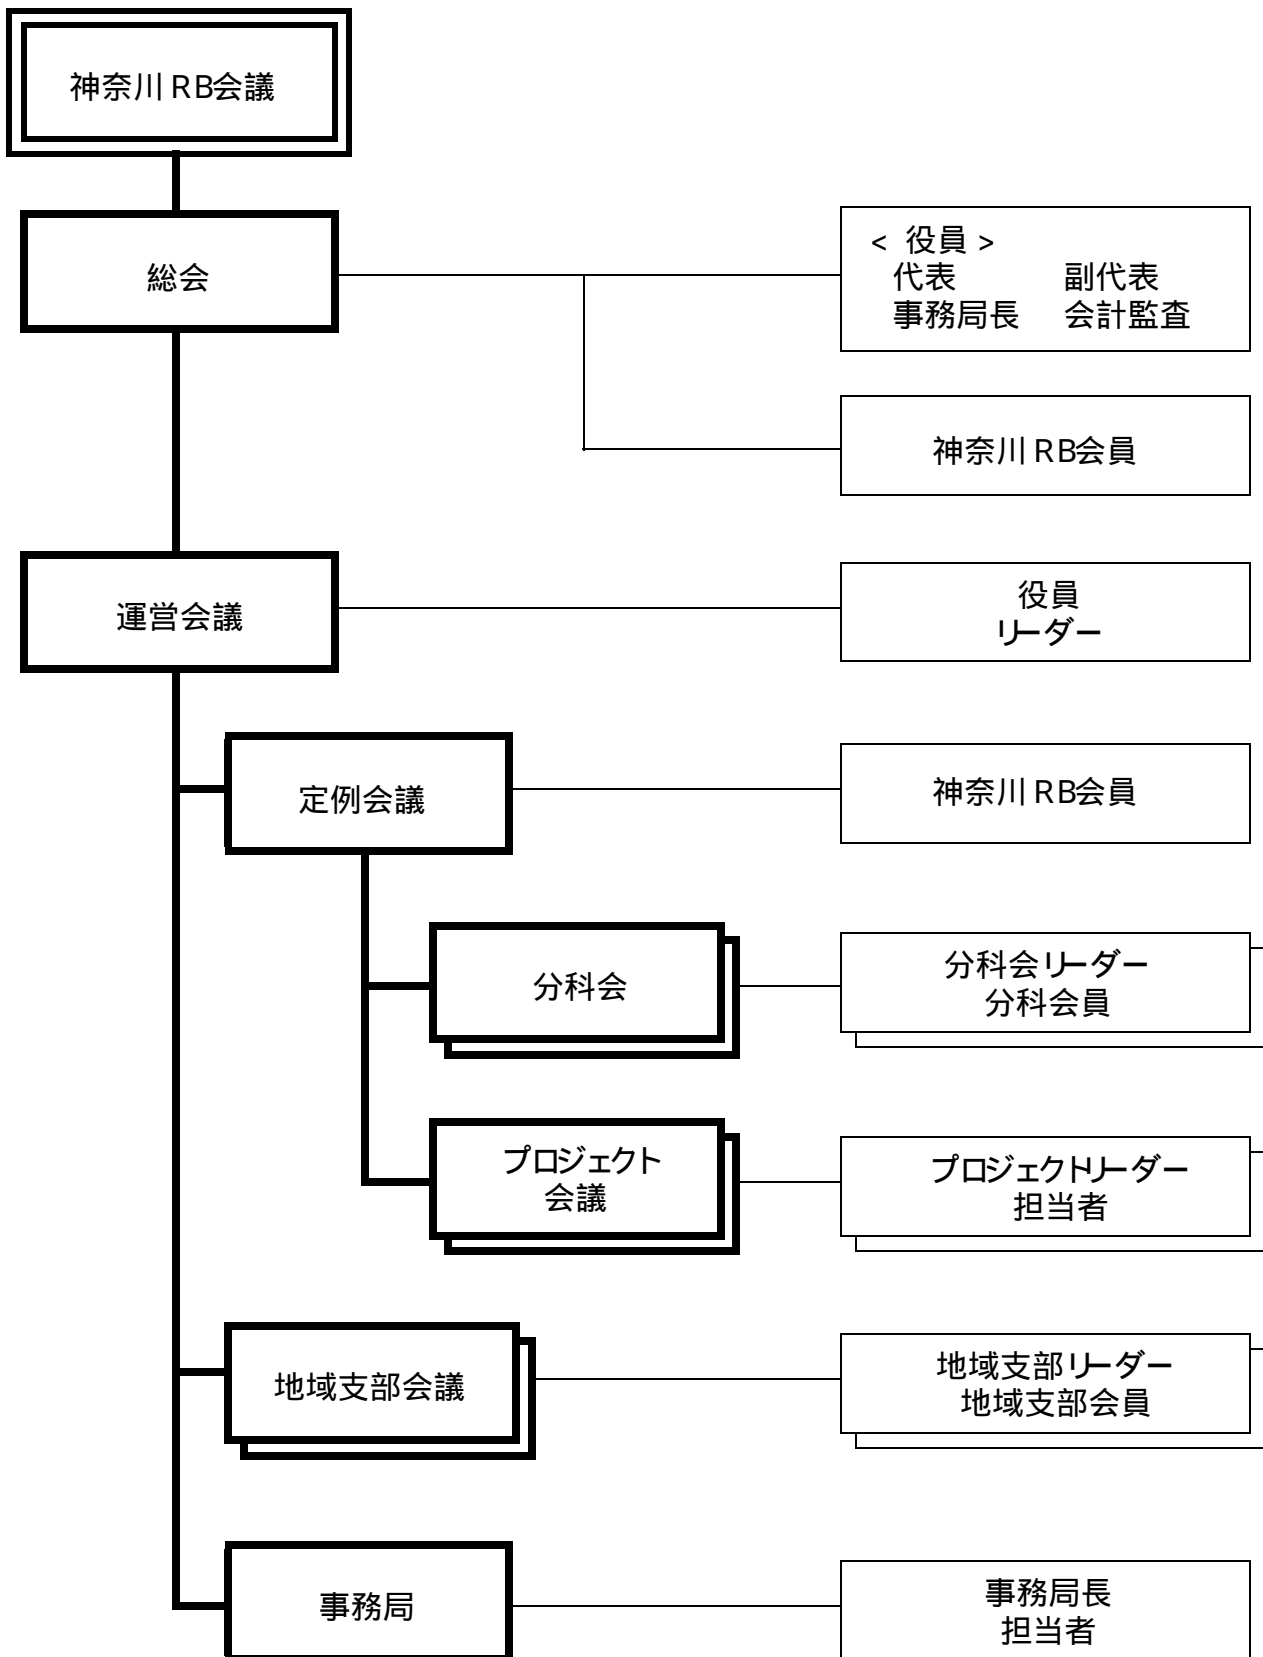 神奈川RB会議
総会
< 役員 >
代表 副代表
事務局長 会計監査
神奈川RB会員
運営会議
役員
リーダー
定例会議
神奈川RB会員
分科会
分科会リーダー
分科会員
プロジェクト
会議
プロジェクトリーダー
担当者
地域支部会議
地域支部リーダー
地域支部会員
事務局
事務局長
担当者